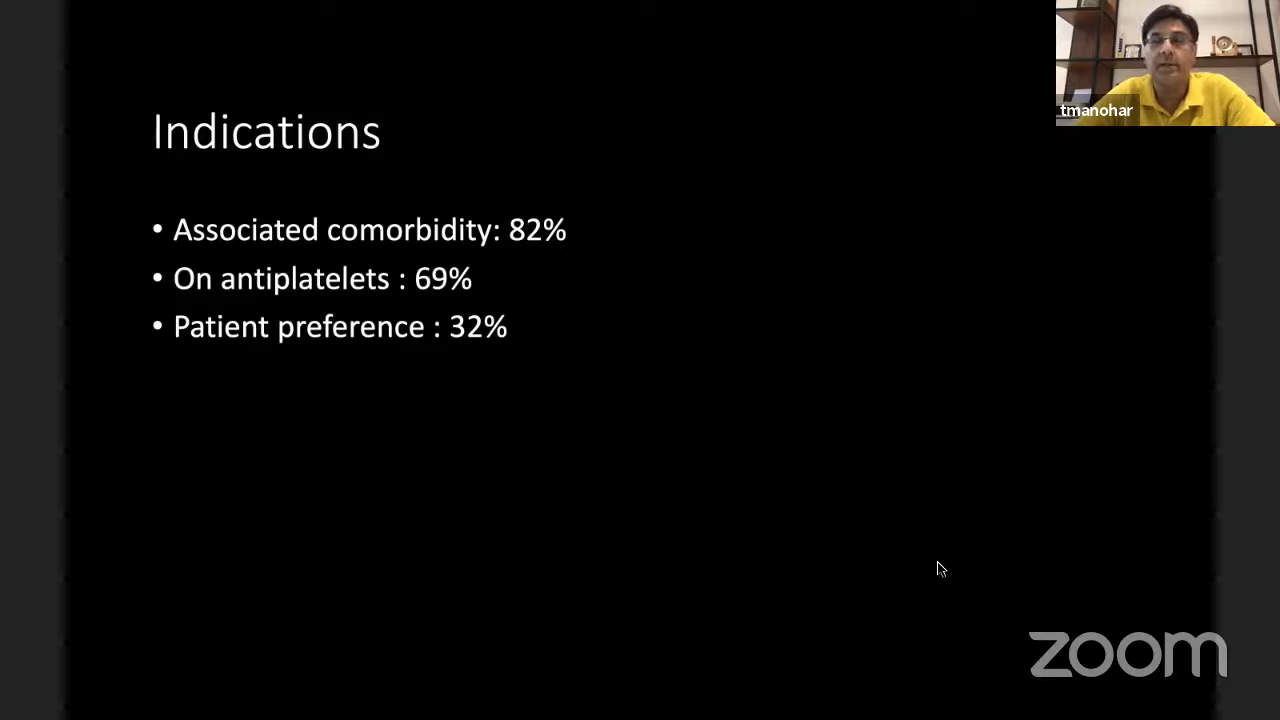 tmanohar
Indications
• Associated comorbidity: 82%
• On antiplatelets : 69%
• Patient preference : 32%
zoom